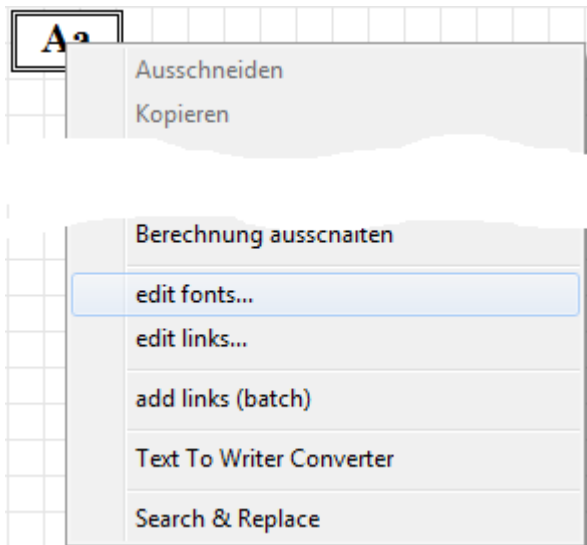 Aa
Ausschneiden
Kopieren
Berechnung ausschalten
edit fonts...
edit links...
add links (batch)
Text To Writer Converter
Search & Replace